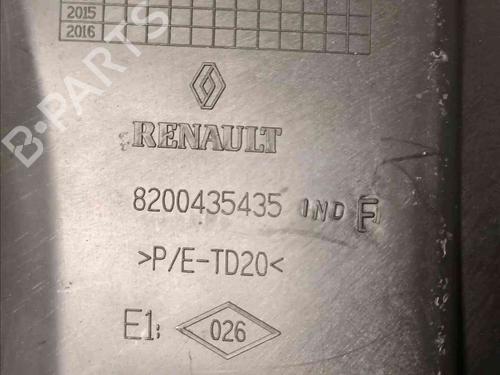 2015
2016
RENAULT
8200435435 IND F
>P/E-TD20<
E1: 026
B-PARTS